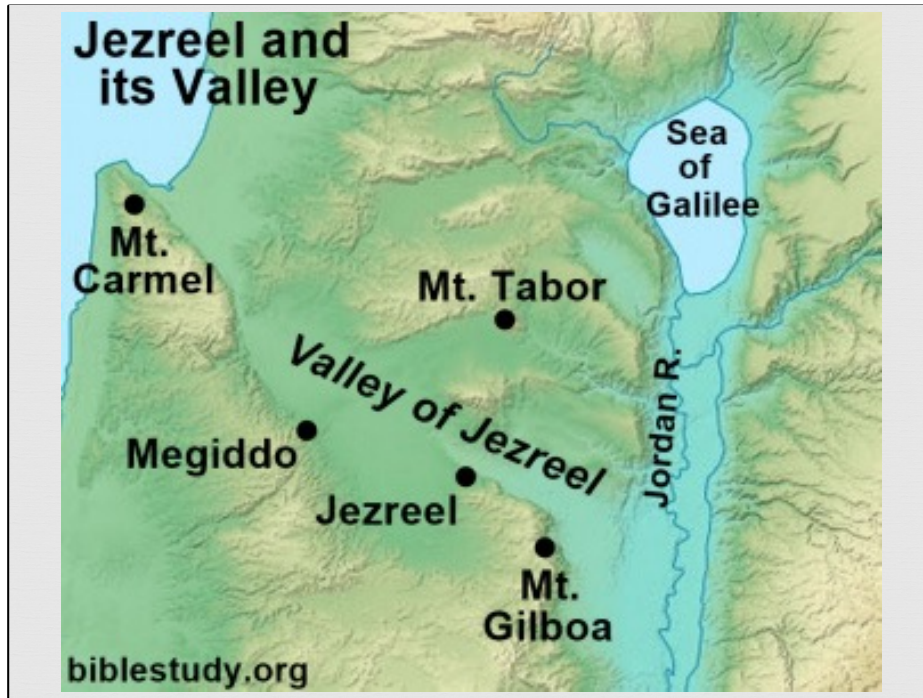 Jezreel and
its Valley
Sea
of
Galilee
Mt.
Carmel
Mt. Tabor
Valley of Jezreel
Jordan R.
Megiddo
Jezreel
Mt.
Gilboa
biblestudy.org